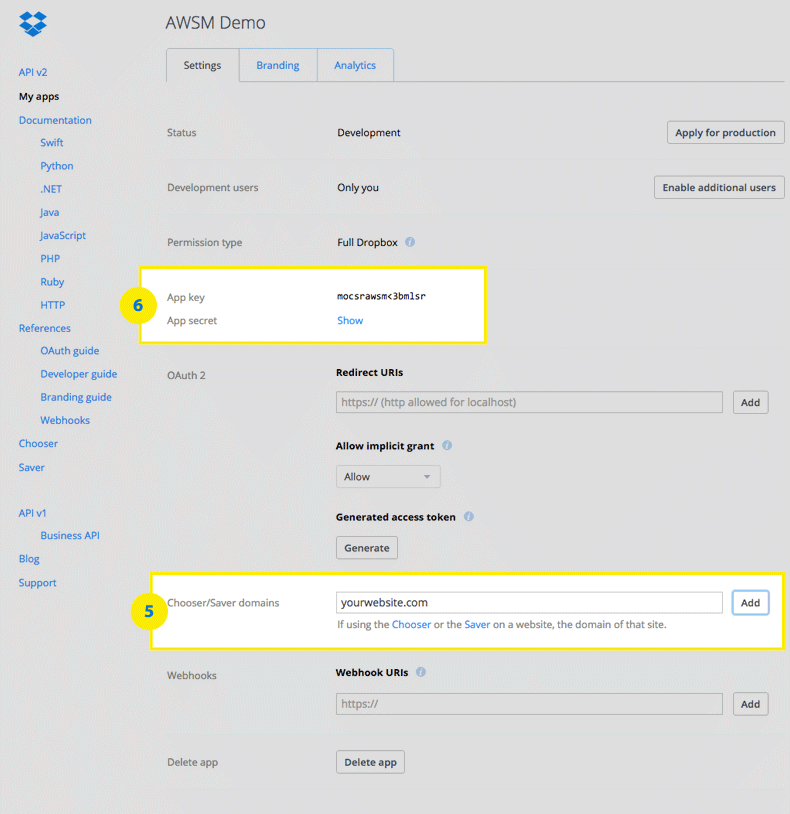 AWSM Demo
Settings Branding Analytics
API v2
My apps
Documentation
Swift
Python
.NET
Java
JavaScript
PHP
Ruby
HTTP
References
OAuth guide
Developer guide
Branding guide
Webhooks
Chooser
Saver
API v1
Business API
Blog
Support
Status Development Apply for production
Development users Only you Enable additional users
Permission type Full Dropbox i
6
App key mocsrawsm<3bmlsr
App secret Show
OAuth 2 Redirect URIs
https:// (http allowed for localhost) Add
Allow implicit grant i
Allow
Generated access token i
Generate
5
Chooser/Saver domains yourwebsite.com Add
If using the Chooser or the Saver on a website, the domain of that site.
Webhooks Webhook URIs i
https:// Add
Delete app Delete app